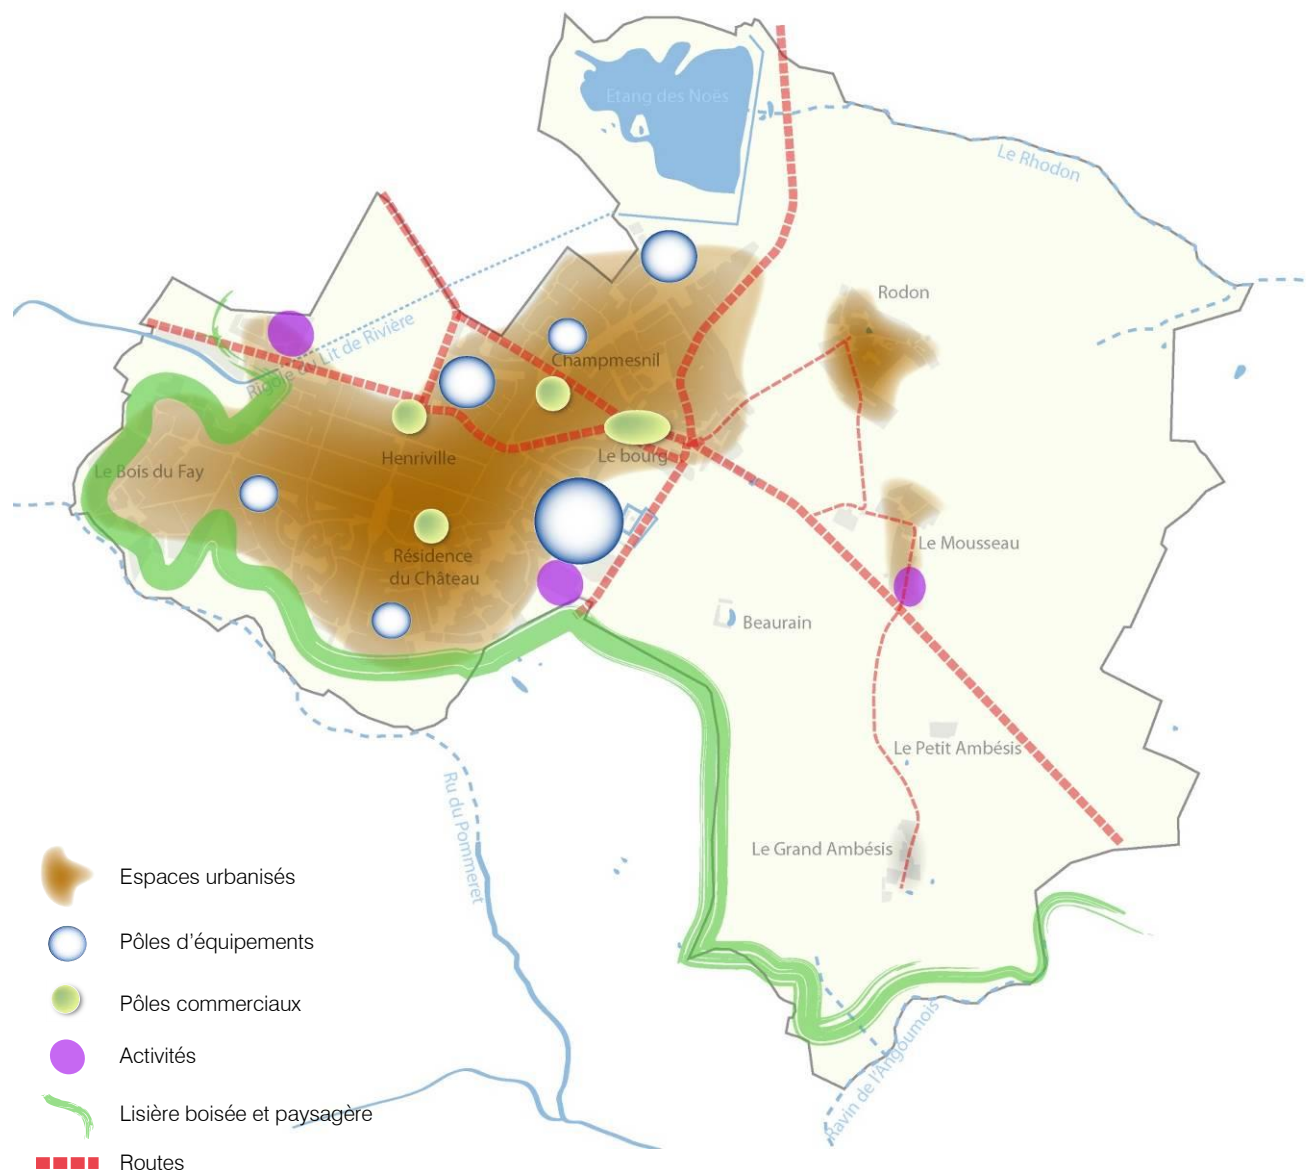 Etang des Noës
Le Rhodon
Rodon
Rigole du Lit de Rivière
Champmesnil
Le bourg
Henriville
Le Bois du Fay
Résidence
du Château
Le Mousseau
Beaurain
Le Petit Ambésis
Le Grand Ambésis
Ru du Pommeret
Ravin de l'Angoumois
Espaces urbanisés
Pôles d'équipements
Pôles commerciaux
Activités
Lisière boisée et paysagère
Routes